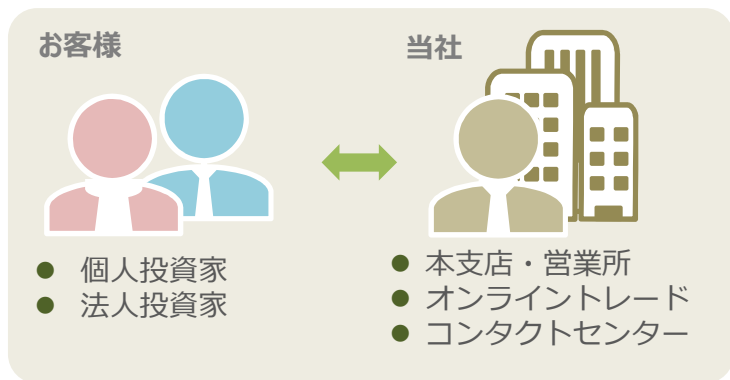 お客様
● 個人投資家
● 法人投資家
当社
● 本支店・営業所
● オンライントレード
● コンタクトセンター